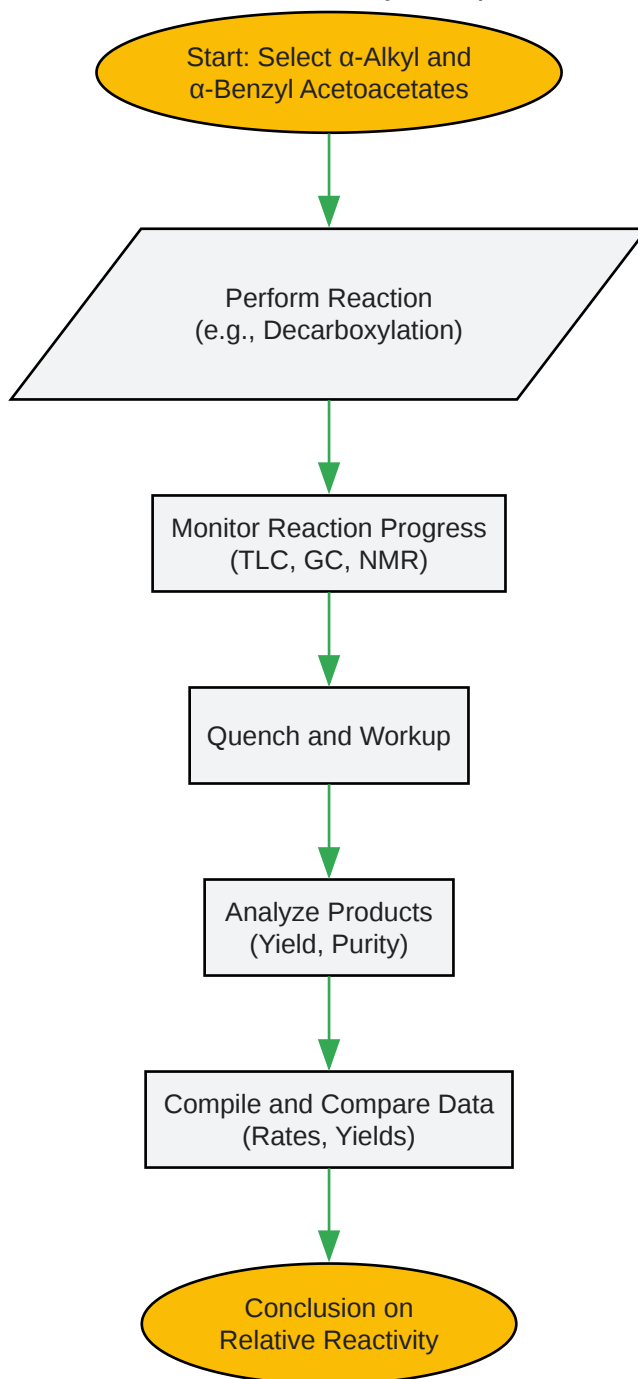 Start: Select α-Alkyl and
α-Benzyl Acetoacetates
Perform Reaction
(e.g., Decarboxylation)
Monitor Reaction Progress
(TLC, GC, NMR)
Quench and Workup
Analyze Products
(Yield, Purity)
Compile and Compare Data
(Rates, Yields)
Conclusion on
Relative Reactivity